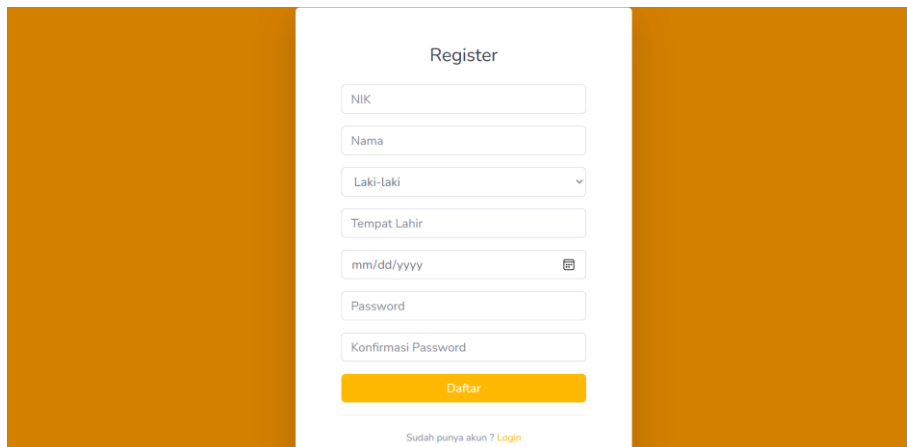 Register
NIK
Nama
Laki-laki
Tempat Lahir
mm/dd/yyyy
Password
Konfirmasi Password
Daftar
Sudah punya akun ? Login